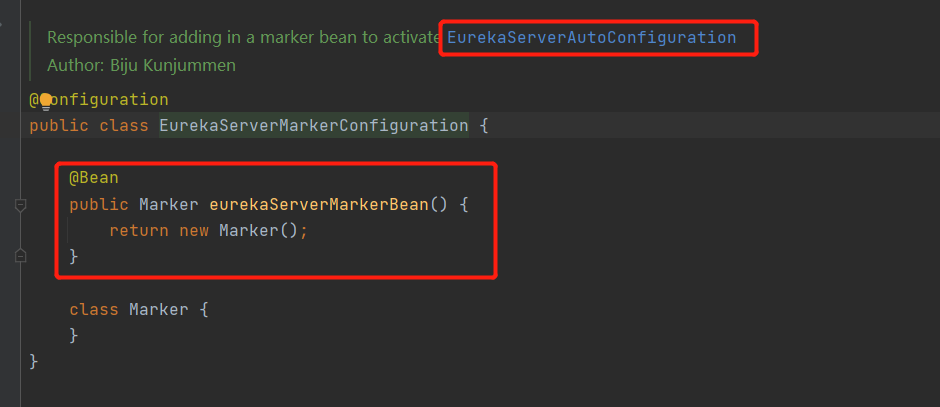 Responsible for adding in a marker bean to activate EurekaServerAutoConfiguration
Author: Biju Kunjummen
@Configuration
public class EurekaServerMarkerConfiguration {
@Bean
public Marker eurekaServerMarkerBean() {
return new Marker();
}
class Marker {
}
}